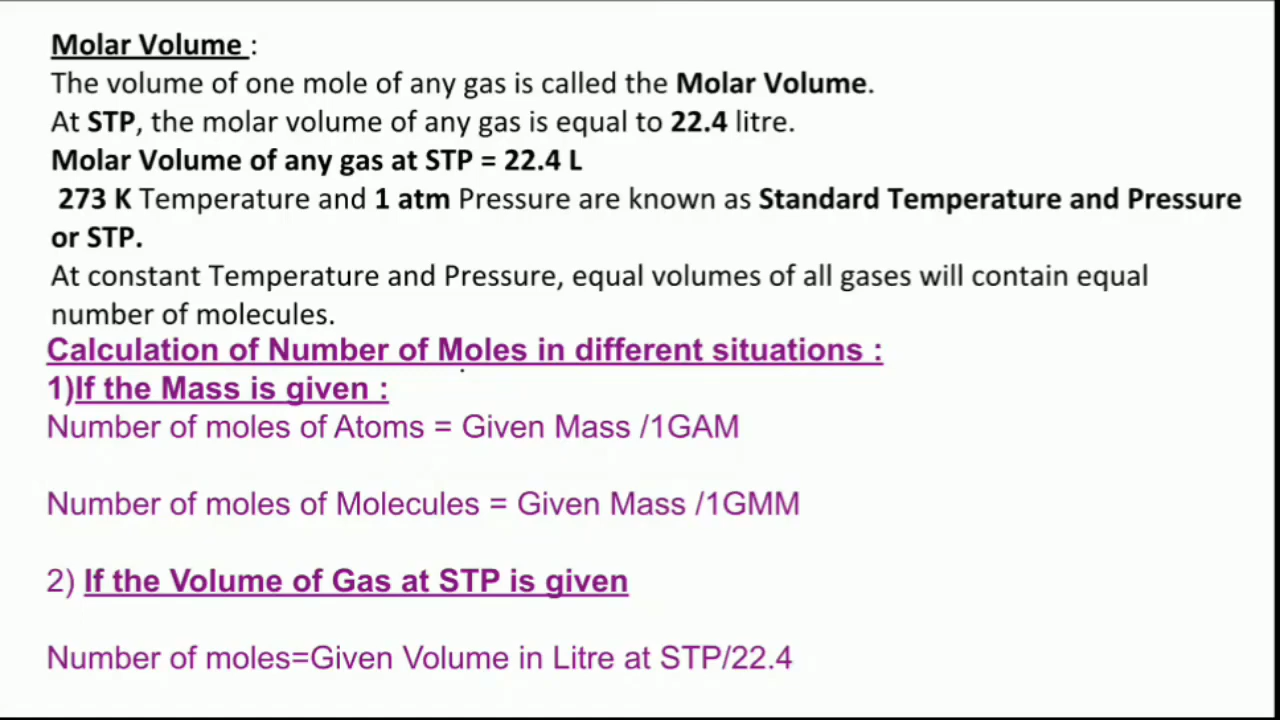 Molar Volume :
The volume of one mole of any gas is called the Molar Volume.
At STP, the molar volume of any gas is equal to 22.4 litre.
Molar Volume of any gas at STP = 22.4 L
273 K Temperature and 1 atm Pressure are known as Standard Temperature and Pressure
or STP.
At constant Temperature and Pressure, equal volumes of all gases will contain equal
number of molecules.
Calculation of Number of Moles in different situations :
1)If the Mass is given :
Number of moles of Atoms = Given Mass /1GAM
Number of moles of Molecules = Given Mass /1GMM
2) If the Volume of Gas at STP is given
Number of moles=Given Volume in Litre at STP/22.4